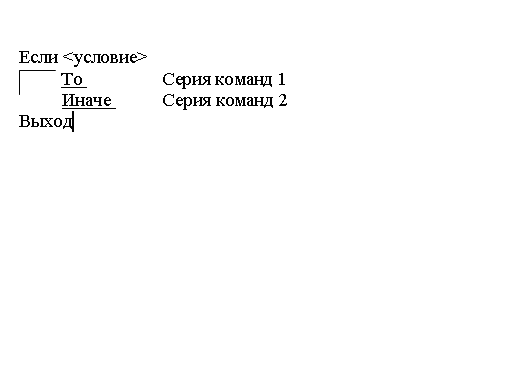 Если <условие>
То Серия команд 1
Иначе Серия команд 2
Выход